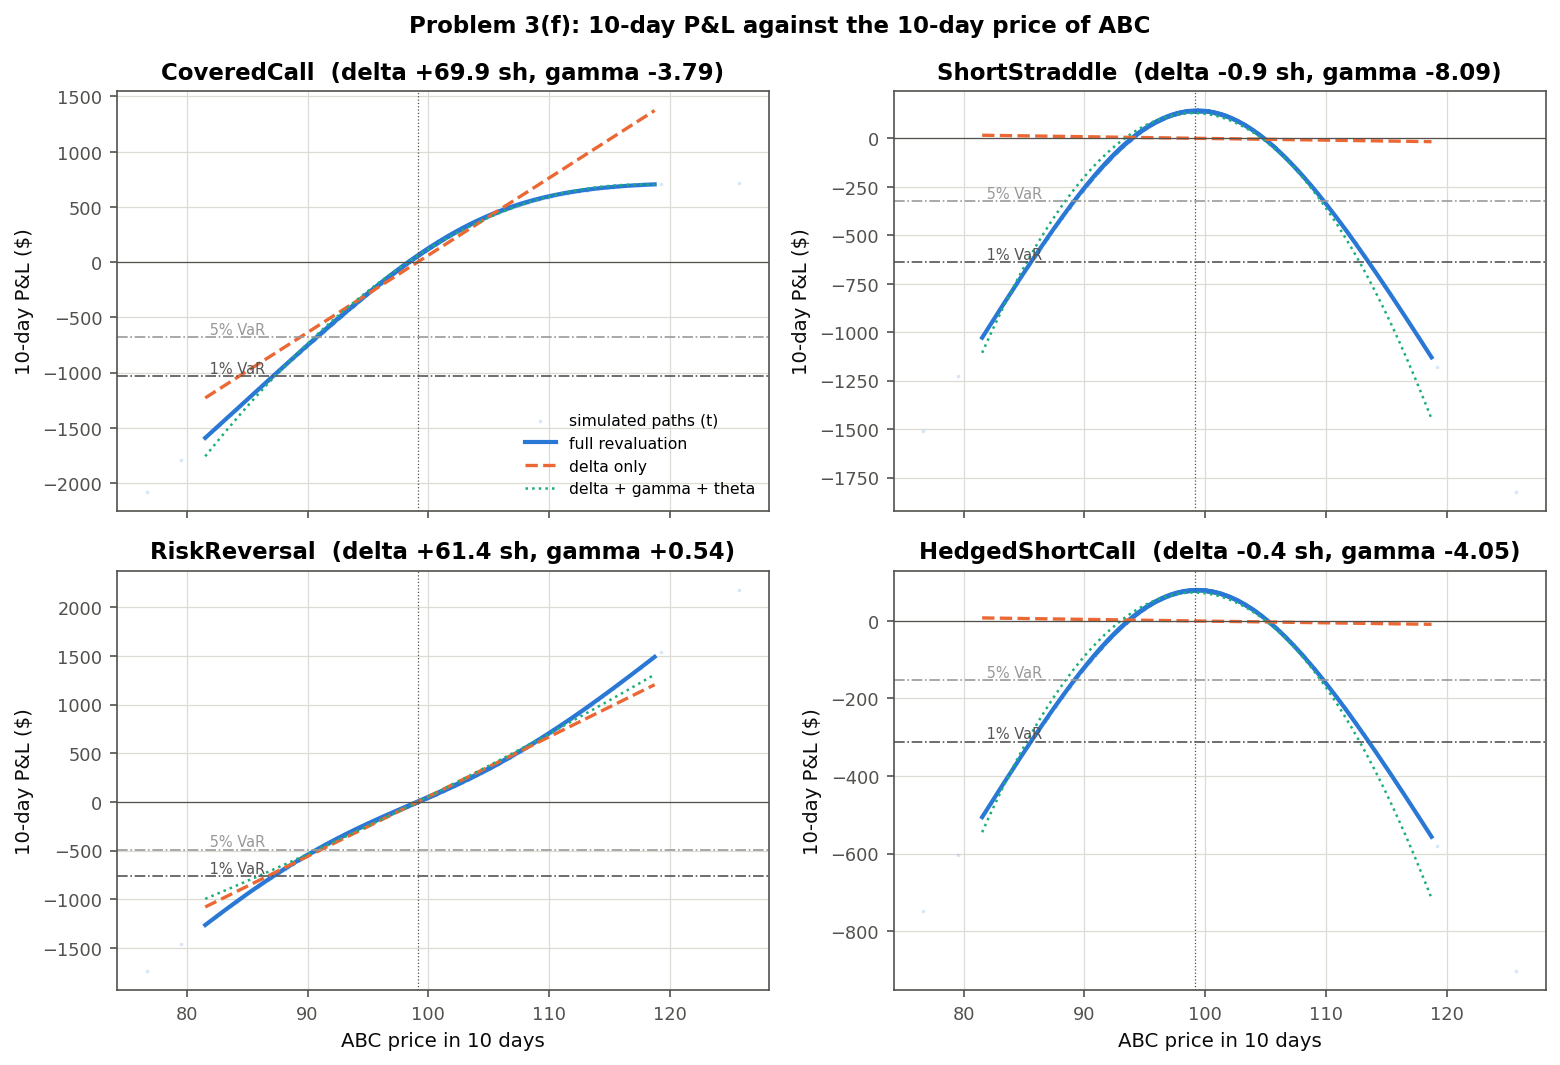 Problem 3(f): 10-day P&L against the 10-day price of ABC
CoveredCall  (delta +69.9 sh, gamma -3.79)
1500
1000
500
0
−500
−1000
−1500
−2000
10-day P&L ($)
5% VaR
1% VaR
simulated paths (t)
full revaluation
delta only
delta + gamma + theta
ShortStraddle  (delta -0.9 sh, gamma -8.09)
0
−250
−500
−750
−1000
−1250
−1500
−1750
10-day P&L ($)
5% VaR
1% VaR
RiskReversal  (delta +61.4 sh, gamma +0.54)
2000
1500
1000
500
0
−500
−1000
−1500
10-day P&L ($)
5% VaR
1% VaR
80 90 100 110 120
ABC price in 10 days
HedgedShortCall  (delta -0.4 sh, gamma -4.05)
0
−200
−400
−600
−800
10-day P&L ($)
5% VaR
1% VaR
80 90 100 110 120
ABC price in 10 days